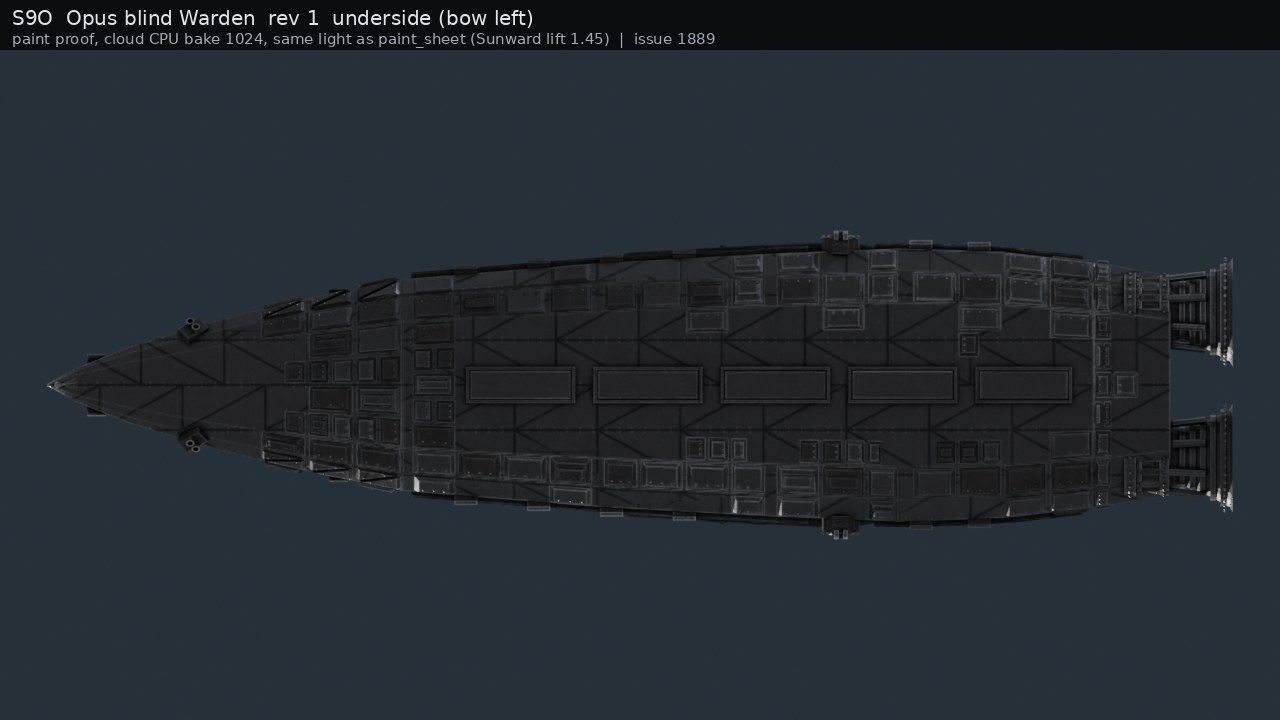 S9O Opus blind Warden rev 1 underside (bow left)
paint proof, cloud CPU bake 1024, same light as paint_sheet (Sunward lift 1.45) | issue 1889